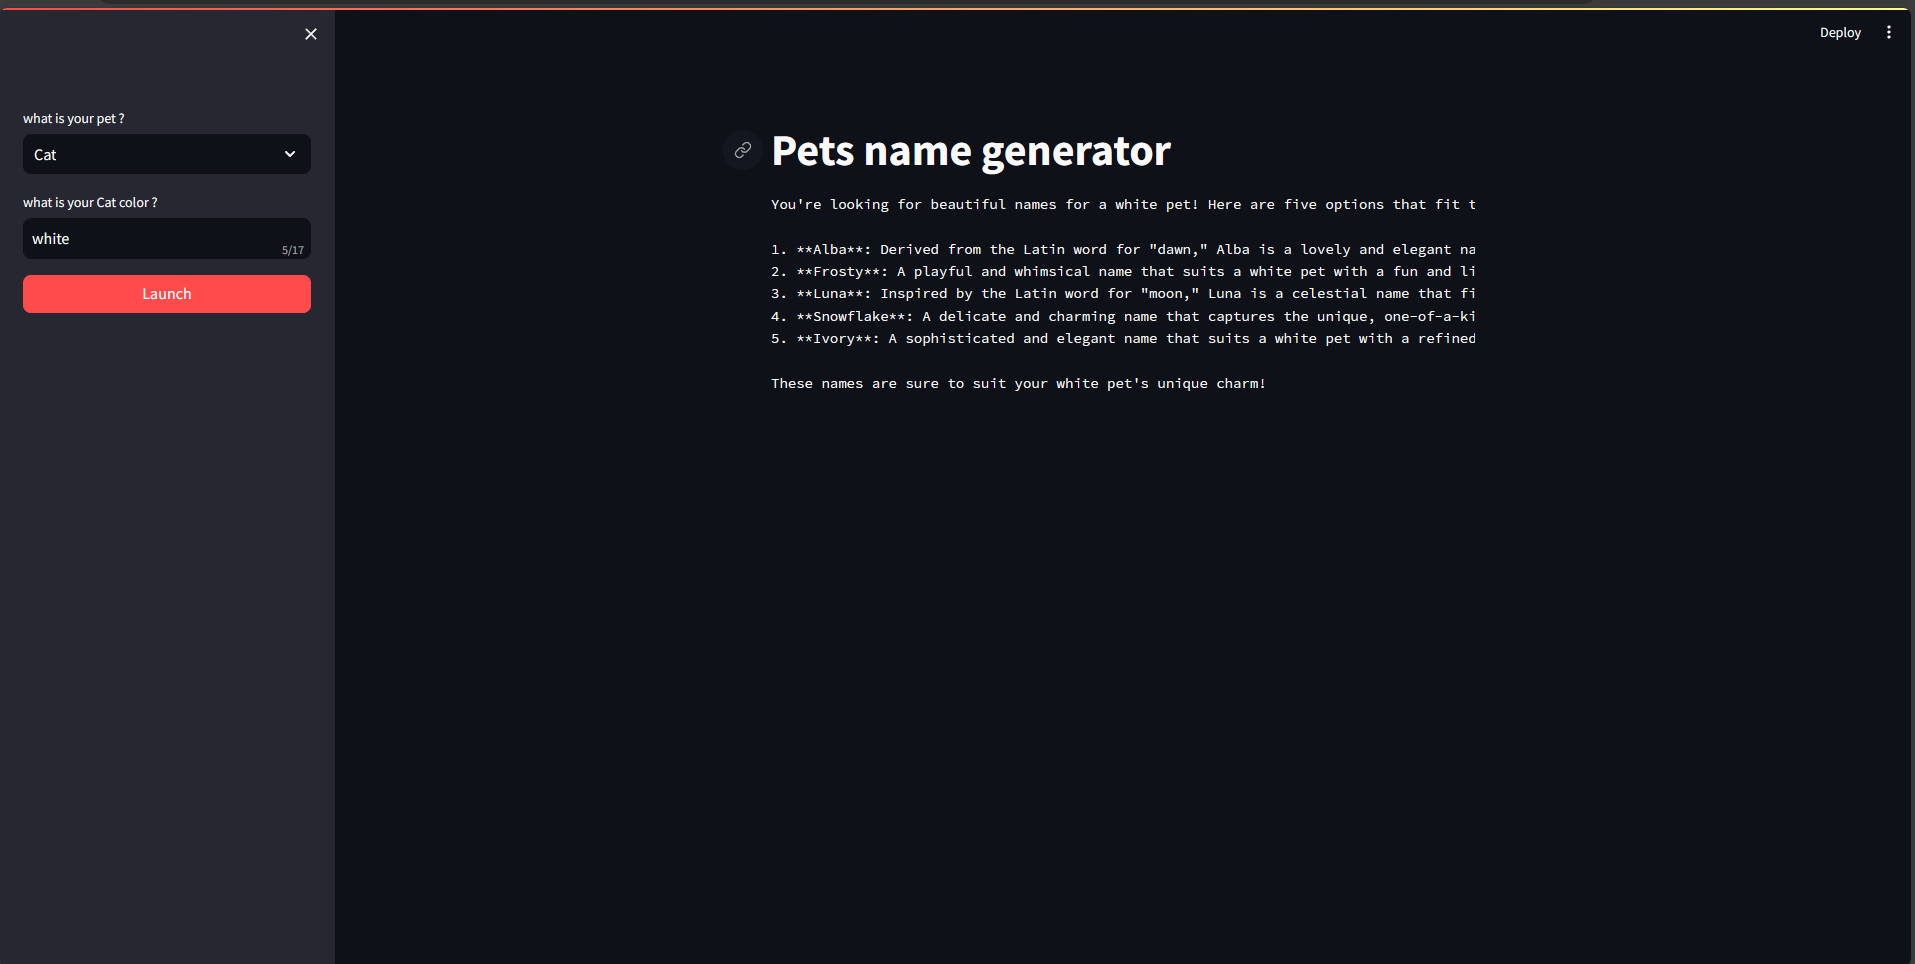 Deploy
what is your pet ?
Cat
what is your Cat color ?
white
5/17
Launch
Pets name generator
You're looking for beautiful names for a white pet! Here are five options that fit t
1. **Alba**: Derived from the Latin word for "dawn," Alba is a lovely and elegant na
2. **Frosty**: A playful and whimsical name that suits a white pet with a fun and li
3. **Luna**: Inspired by the Latin word for "moon," Luna is a celestial name that fi
4. **Snowflake**: A delicate and charming name that captures the unique, one-of-a-ki
5. **Ivory**: A sophisticated and elegant name that suits a white pet with a refined
These names are sure to suit your white pet's unique charm!